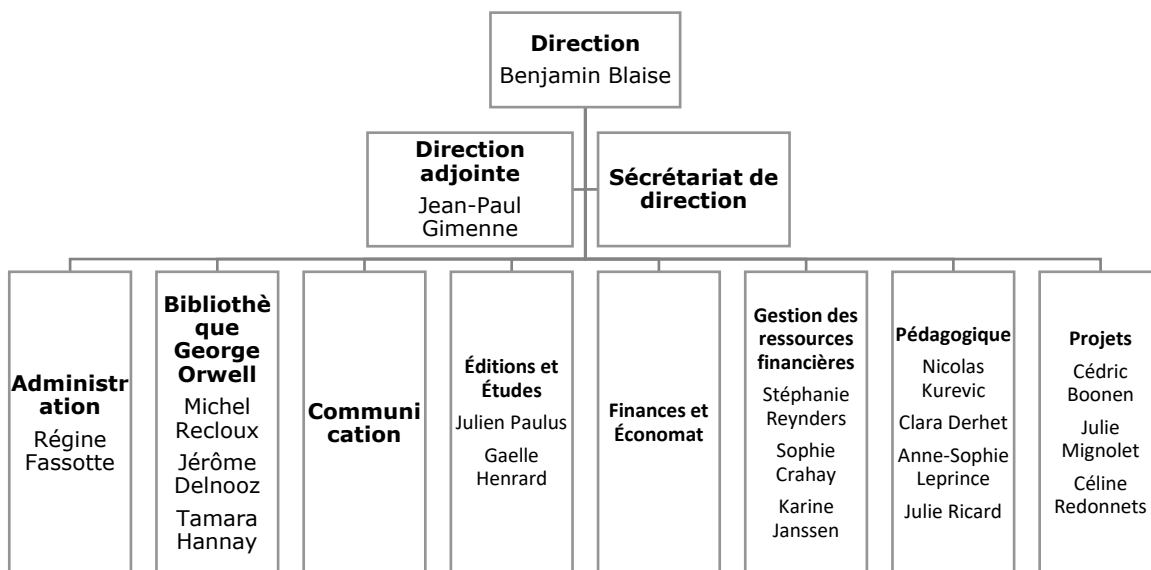 Direction
Benjamin Blaise
Direction
adjointe
Jean-Paul
Gimenne
Sécrétariat de
direction
Administr
ation
Régine
Fassotte
Bibliothè
que
George
Orwell
Michel
Recloux
Jérôme
Delnooz
Tamara
Hannay
Communi
cation
Éditions et
Études
Julien Paulus
Gaelle
Henrard
Finances et
Économat
Gestion des
ressources
financières
Stéphanie
Reynders
Sophie
Crahay
Karine
Janssen
Pédagogique
Nicolas
Kurevic
Clara Derhet
Anne-Sophie
Leprince
Julie Ricard
Projets
Cédric
Boonen
Julie
Mignolet
Céline
Redonnets